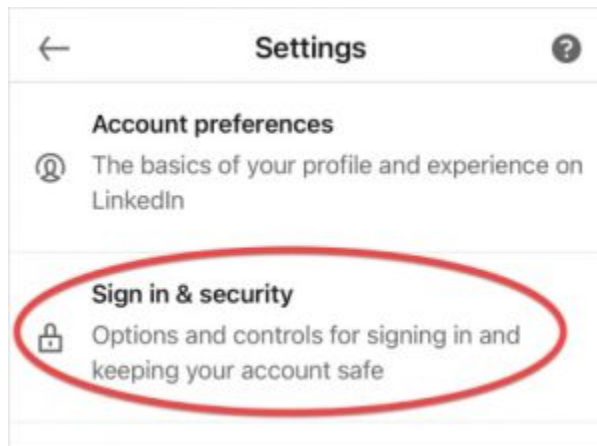 Settings
Account preferences
The basics of your profile and experience on
LinkedIn
Sign in & security
Options and controls for signing in and
keeping your account safe